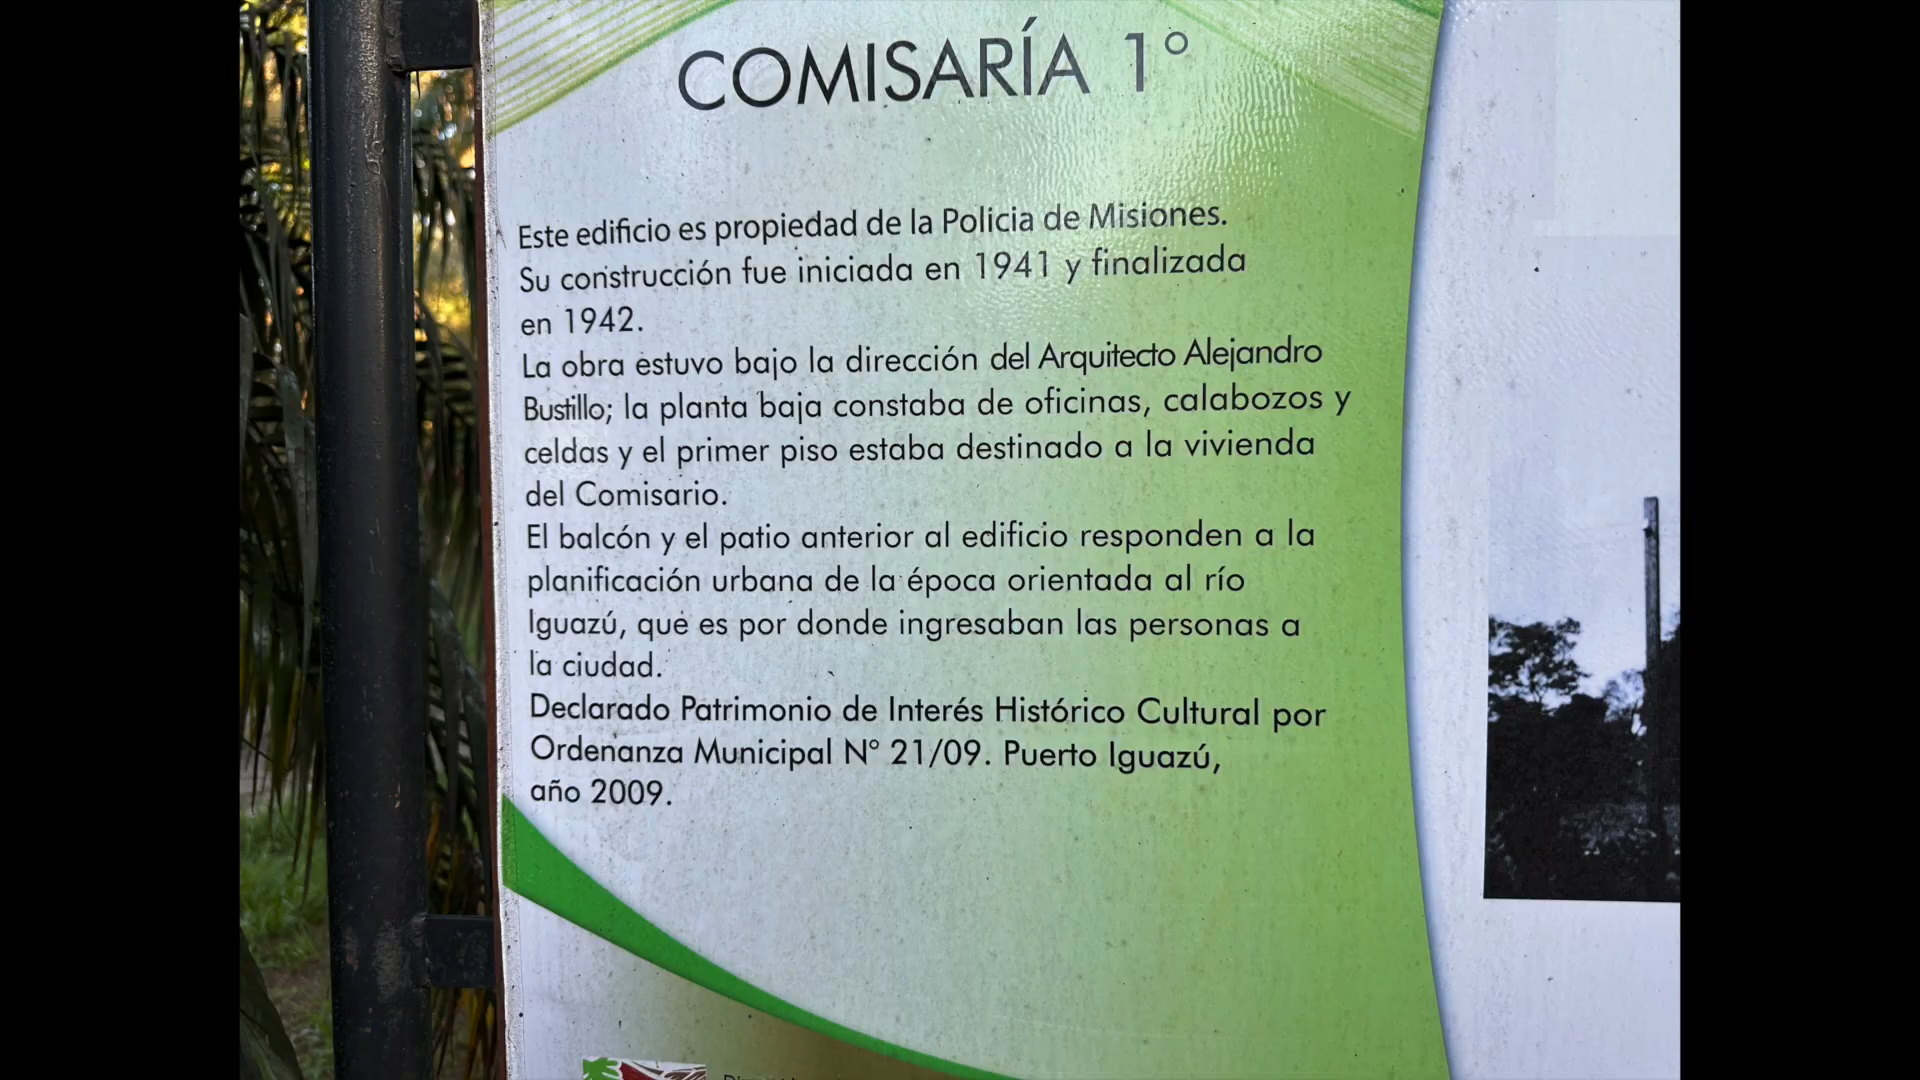 COMISARÍA 1°
Este edificio es propiedad de la Policia de Misiones.
Su construcción fue iniciada en 1941 y finalizada
en 1942.
La obra estuvo bajo la dirección del Arquitecto Alejandro
Bustillo; la planta baja constaba de oficinas, calabozos y
celdas y el primer piso estaba destinado a la vivienda
del Comisario.
El balcón y el patio anterior al edificio responden a la
planificación urbana de la época orientada al río
Iguazú, que es por donde ingresaban las personas a
la ciudad.
Declarado Patrimonio de Interés Histórico Cultural por
Ordenanza Municipal N° 21/09. Puerto Iguazú,
año 2009.